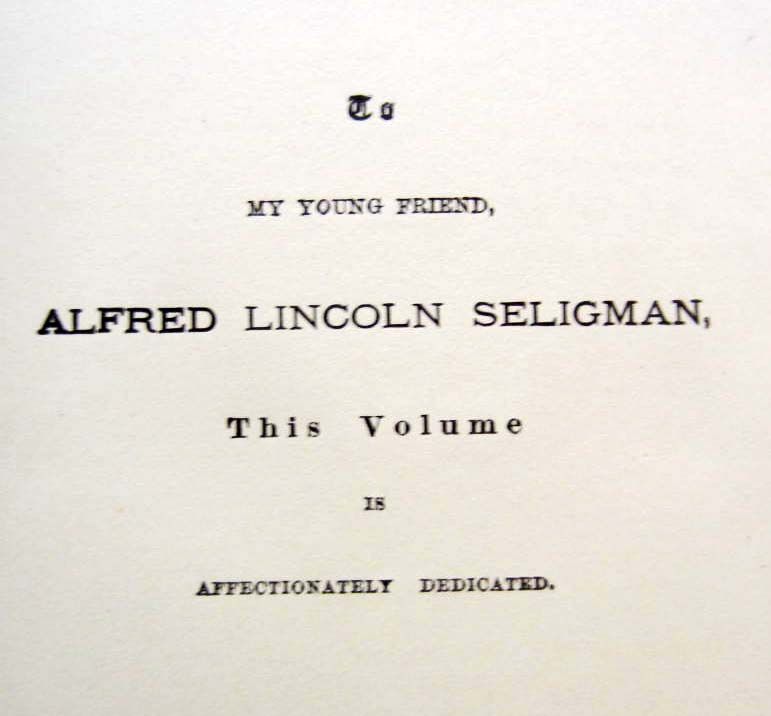 To
MY YOUNG FRIEND,
ALFRED LINCOLN SELIGMAN,
This Volume
IS
AFFECTIONATELY DEDICATED.